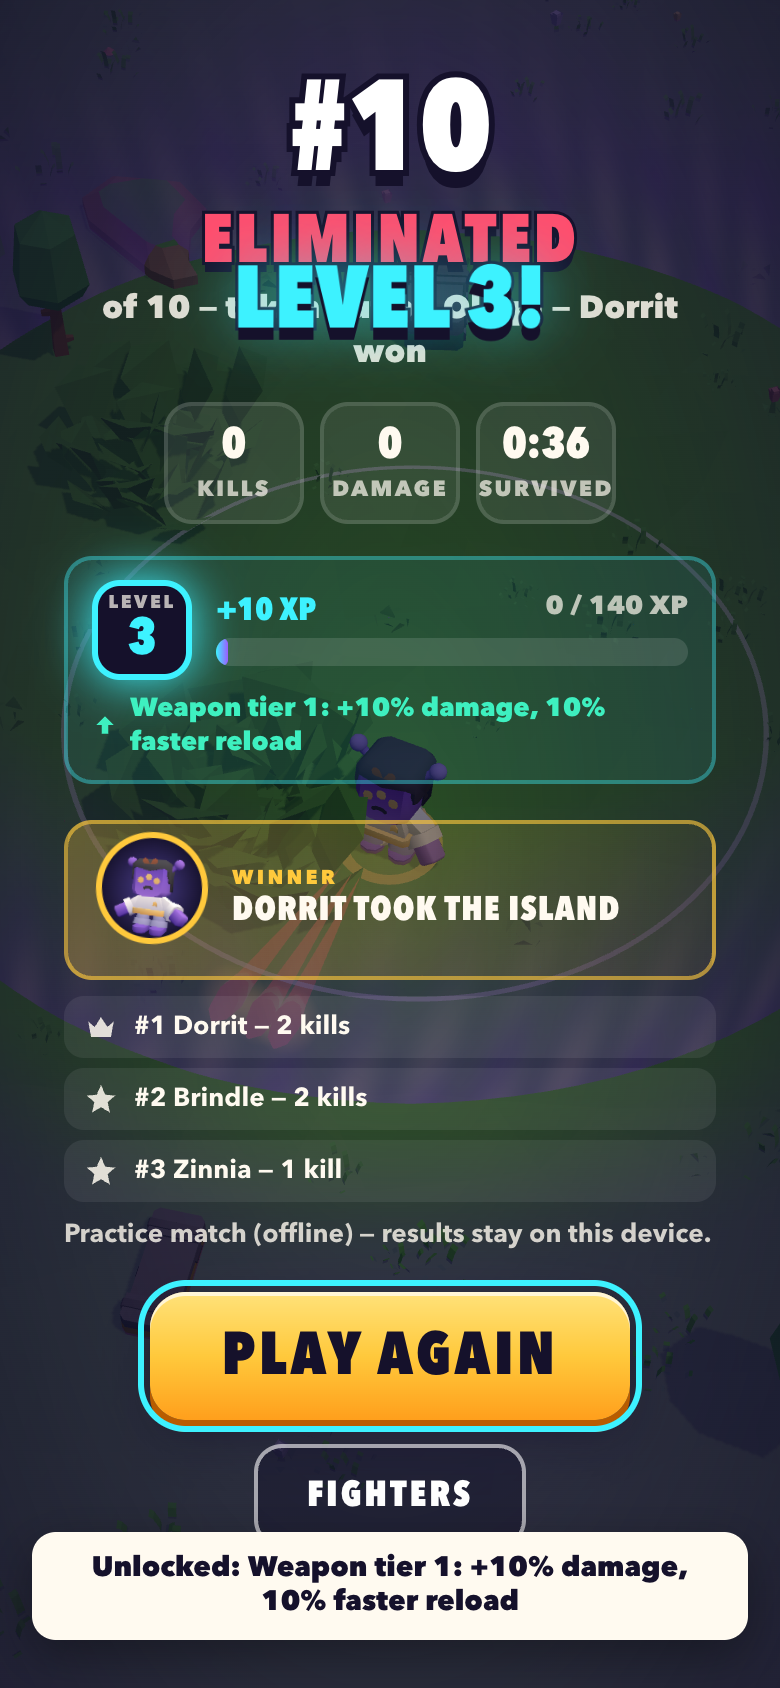 #10
ELIMINATED
LEVEL 3!
of 10 – – Dorrit
won
0
KILLS
0
DAMAGE
0:36
SURVIVED
LEVEL
3
+10 XP
0 / 140 XP
Weapon tier 1: +10% damage, 10%
faster reload
WINNER
DORRIT TOOK THE ISLAND
#1 Dorrit – 2 kills
#2 Brindle – 2 kills
#3 Zinnia – 1 kill
Practice match (offline) – results stay on this device.
PLAY AGAIN
FIGHTERS
Unlocked: Weapon tier 1: +10% damage,
10% faster reload